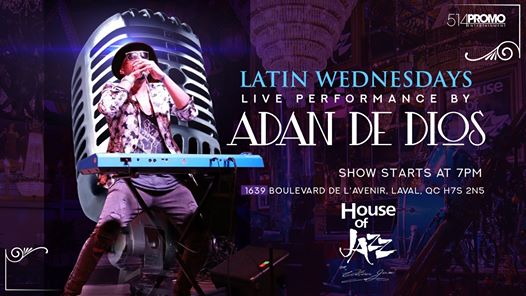 514PROMO
LATIN WEDNESDAYS
LIVE PERFORMANCE BY
ADAN DE DIOS
SHOW STARTS AT 7PM
1639 BOULEVARD DE L'AVENIR, LAVAL, QC H7S 2N5
House
of
JAZZ